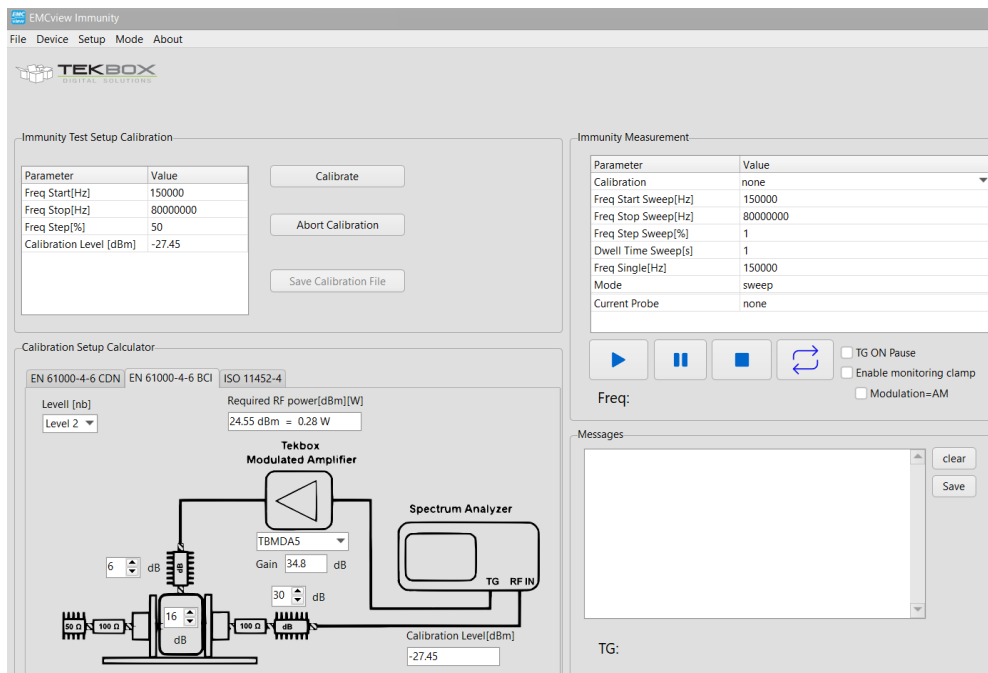 EMCview Immunity
File Device Setup Mode About
TEKBOX
DIGITAL SOLUTIONS
Immunity Test Setup Calibration
Parameter Value
Freq Start[Hz] 150000
Freq Stop[Hz] 80000000
Freq Step[%] 50
Calibration Level [dBm] -27.45
Calibrate
Abort Calibration
Save Calibration File
Calibration Setup Calculator
EN 61000-4-6 CDN EN 61000-4-6 BCI ISO 11452-4
Levell [nb]
Level 2
Required RF power[dBm][W]
24.55 dBm = 0.28 W
Tekbox
Modulated Amplifier
TBMDA5
Gain 34.8 dB
Spectrum Analyzer
TG RF IN
6 dB
dB
30 dB
16
dB
50 Ω 100 Ω
100 Ω dB
Calibration Level[dBm]
-27.45
Immunity Measurement
Parameter Value
Calibration none
Freq Start Sweep[Hz] 150000
Freq Stop Sweep[Hz] 80000000
Freq Step Sweep[%] 1
Dwell Time Sweep[s] 1
Freq Single[Hz] 150000
Mode sweep
Current Probe none
TG ON Pause
Enable monitoring clamp
Modulation=AM
Freq:
Messages
clear
Save
TG: